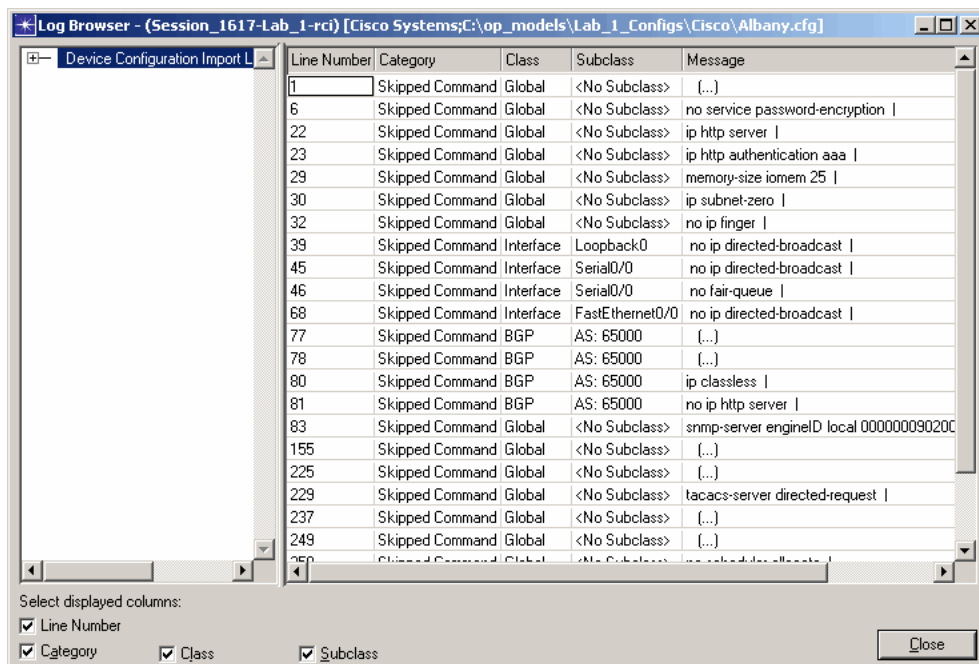 Log Browser - (Session_1617-Lab_1-rci) [Cisco Systems;C:\op_models\Lab_1_Configs\Cisco\Albany.cfg]
Device Configuration Import L
Line Number Category Class Subclass Message
1 Skipped Command Global <No Subclass> (...)
6 Skipped Command Global <No Subclass> no service password-encryption |
22 Skipped Command Global <No Subclass> ip http server |
23 Skipped Command Global <No Subclass> ip http authentication aaa |
29 Skipped Command Global <No Subclass> memory-size iomem 25 |
30 Skipped Command Global <No Subclass> ip subnet-zero |
32 Skipped Command Global <No Subclass> no ip finger |
39 Skipped Command Interface Loopback0 no ip directed-broadcast |
45 Skipped Command Interface Serial0/0 no ip directed-broadcast |
46 Skipped Command Interface Serial0/0 no fair-queue |
68 Skipped Command Interface FastEthernet0/0 no ip directed-broadcast |
77 Skipped Command BGP AS: 65000 (...)
78 Skipped Command BGP AS: 65000 (...)
80 Skipped Command BGP AS: 65000 ip classless |
81 Skipped Command BGP AS: 65000 no ip http server |
83 Skipped Command Global <No Subclass> snmp-server engineID local 000000090200
155 Skipped Command Global <No Subclass> (...)
225 Skipped Command Global <No Subclass> (...)
229 Skipped Command Global <No Subclass> tacacs-server directed-request |
237 Skipped Command Global <No Subclass> (...)
249 Skipped Command Global <No Subclass> (...)
Skipped Command Global <No Subclass> no scheduler allocate |
Select displayed columns:
Line Number
Category Class Subclass
Close